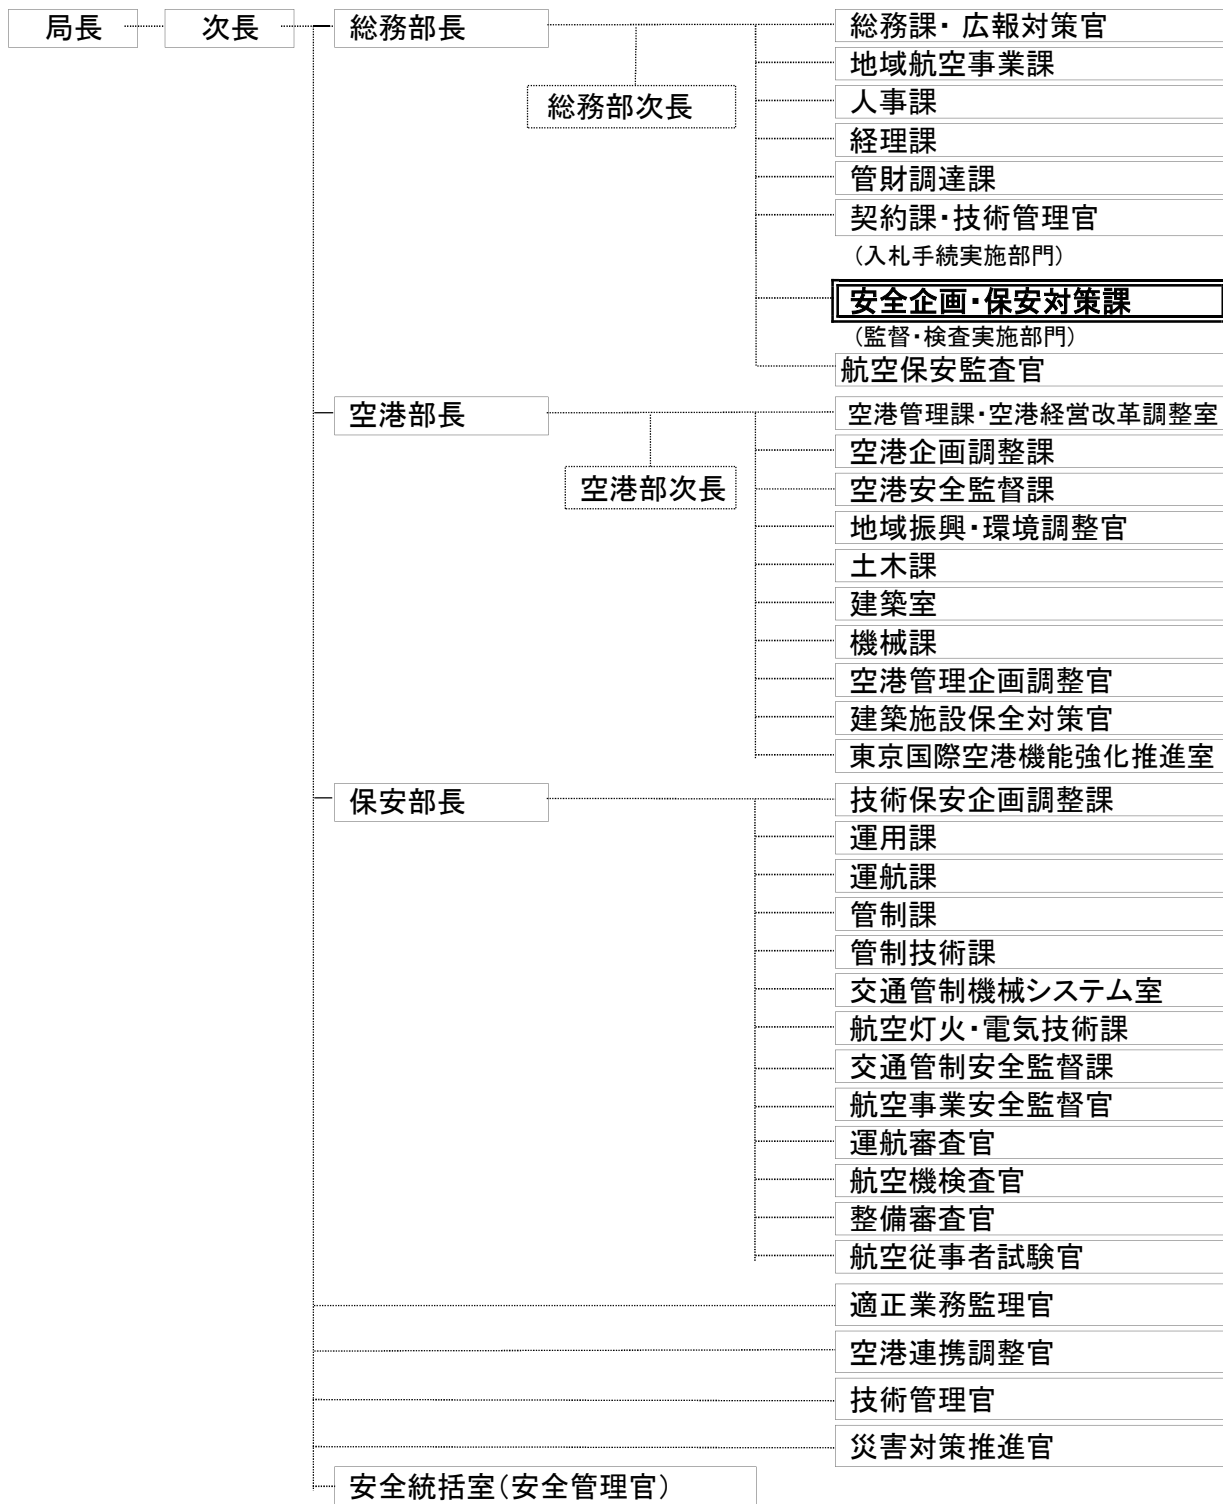 局長 次長 総務部長 総務課・広報対策官
地域航空事業課
総務部次長 人事課
経理課
管財調達課
契約課・技術管理官
（入札手続実施部門）
安全企画・保安対策課
（監督・検査実施部門）
航空保安監査官
空港部長 空港管理課・空港経営改革調整室
空港企画調整課
空港部次長 空港安全監督課
地域振興・環境調整官
土木課
建築室
機械課
空港管理企画調整官
建築施設保全対策官
東京国際空港機能強化推進室
保安部長 技術保安企画調整課
運用課
運航課
管制課
管制技術課
交通管制機械システム室
航空灯火・電気技術課
交通管制安全監督課
航空事業安全監督官
運航審査官
航空機検査官
整備審査官
航空従事者試験官
適正業務監理官
空港連携調整官
技術管理官
災害対策推進官
安全統括室（安全管理官）